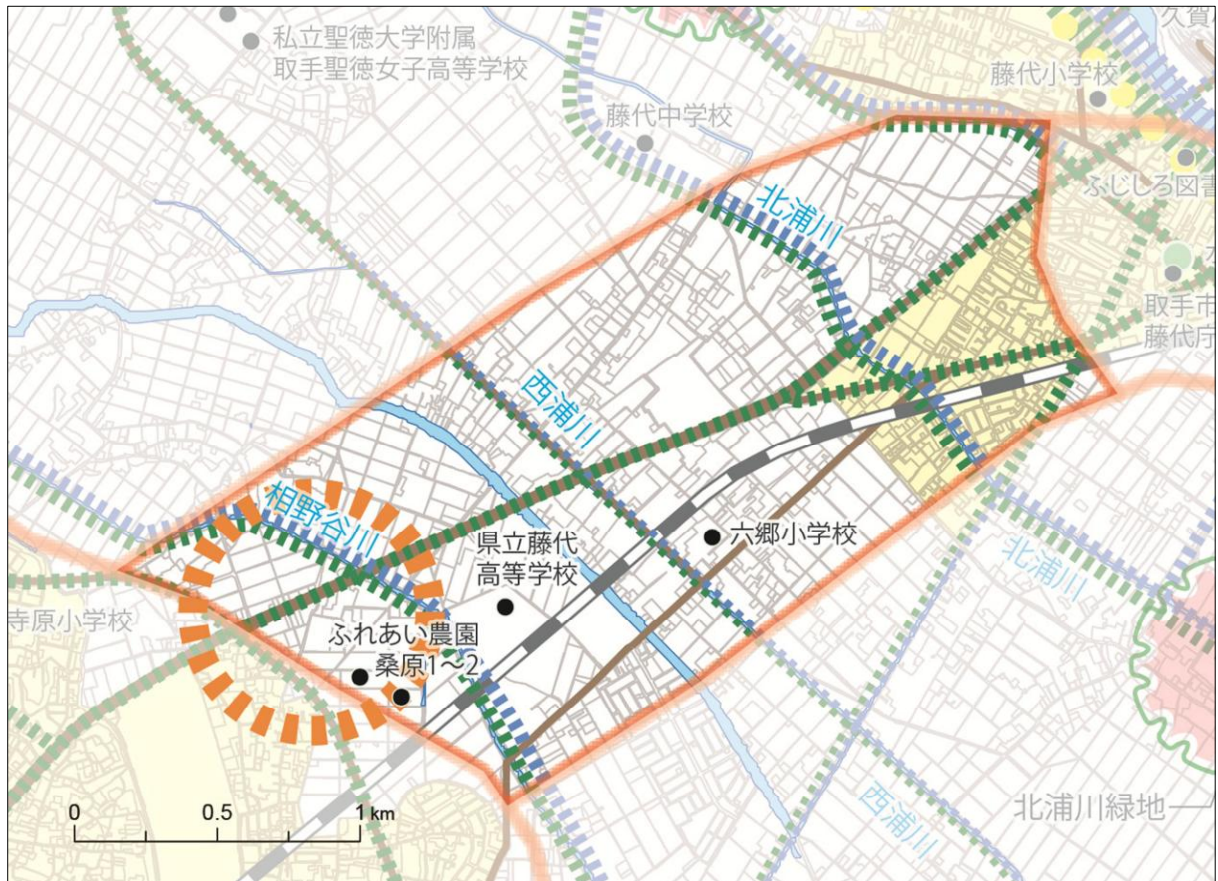 私立聖徳大学附属
取手聖徳女子高等学校
藤代中学校
藤代小学校
久賀
ふじしろ図書
取手市
藤代庁
北浦川
西浦川
相野谷川
県立藤代
高等学校
六郷小学校
寺原小学校
ふれあい農園
桑原1~2
北浦川
西浦川
北浦川緑地
0 0.5 1 km